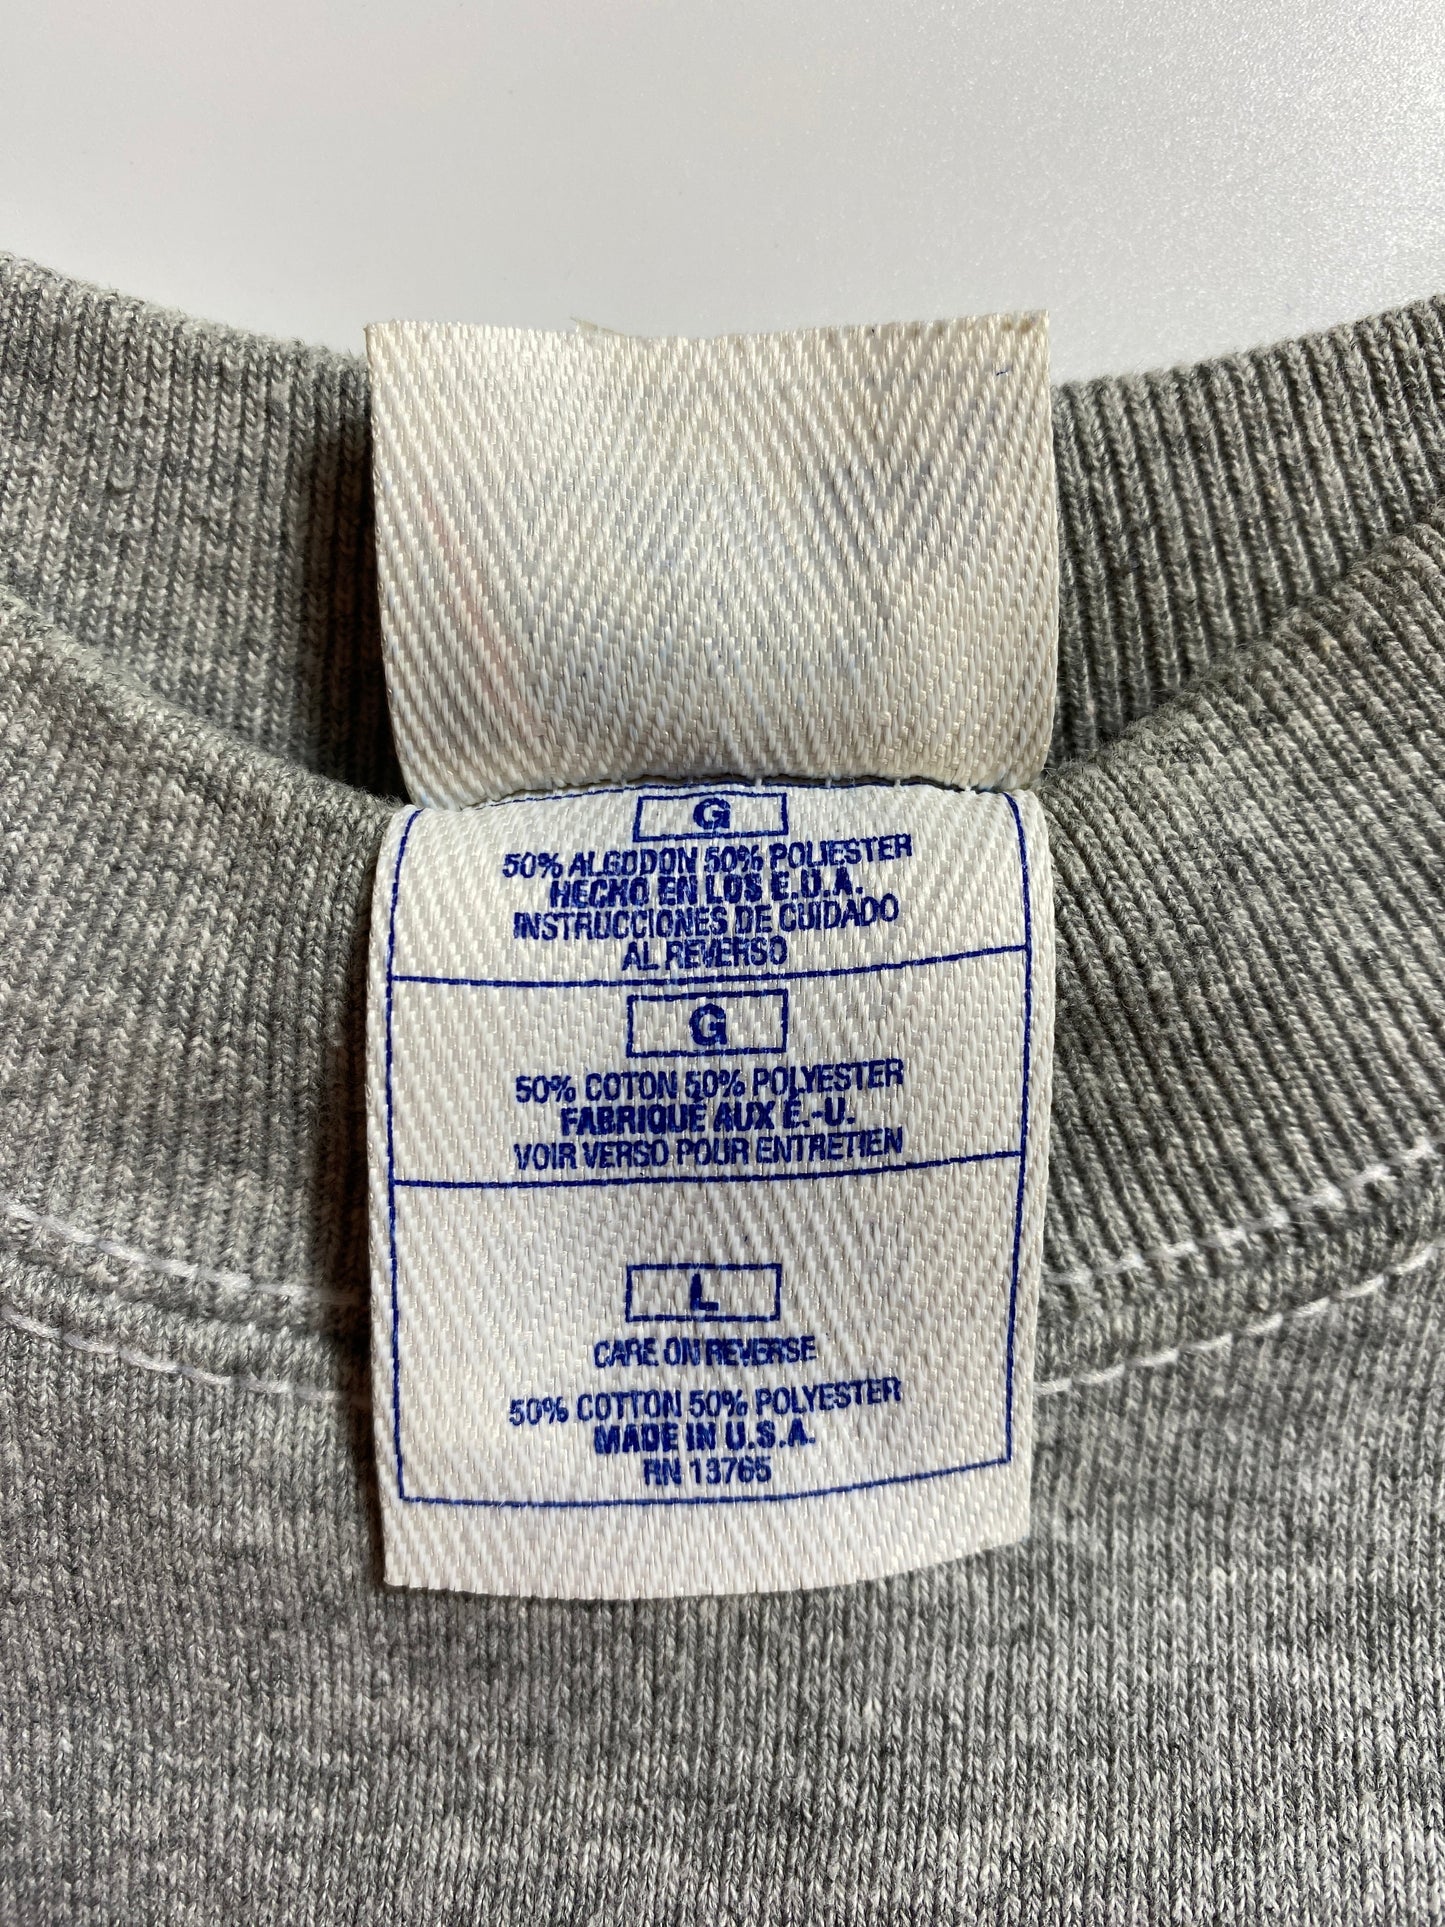 G
50% ALGODON 50% POLIESTER
HECHO EN LOS E.U.A.
INSTRUCCIONES DE CUIDADO
AL REVERSO
G
50% COTON 50% POLYESTER
FABRIQUÉ AUX É.-U.
VOIR VERSO POUR ENTRETIEN
L
CARE ON REVERSE
50% COTTON 50% POLYESTER
MADE IN U.S.A.
RN 13765